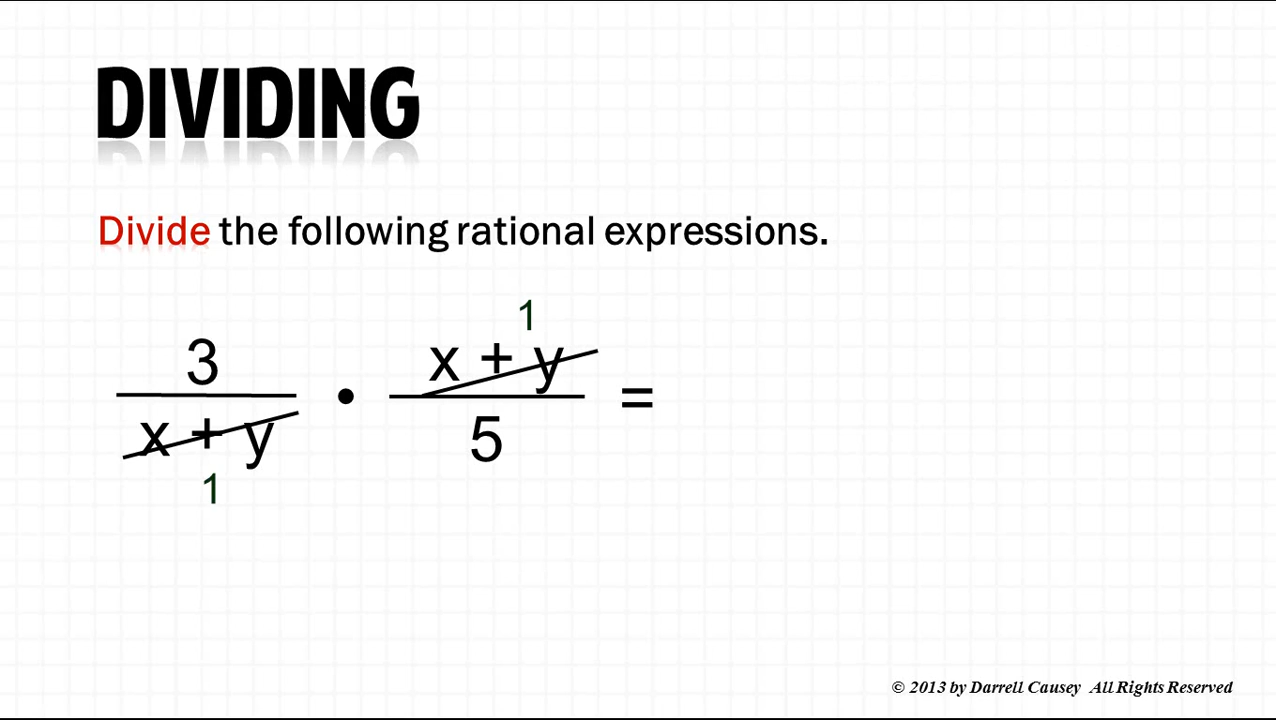 DIVIDING
Divide the following rational expressions.
1
3 x + y
• =
x + y 5
1
© 2013 by Darrell Causey All Rights Reserved